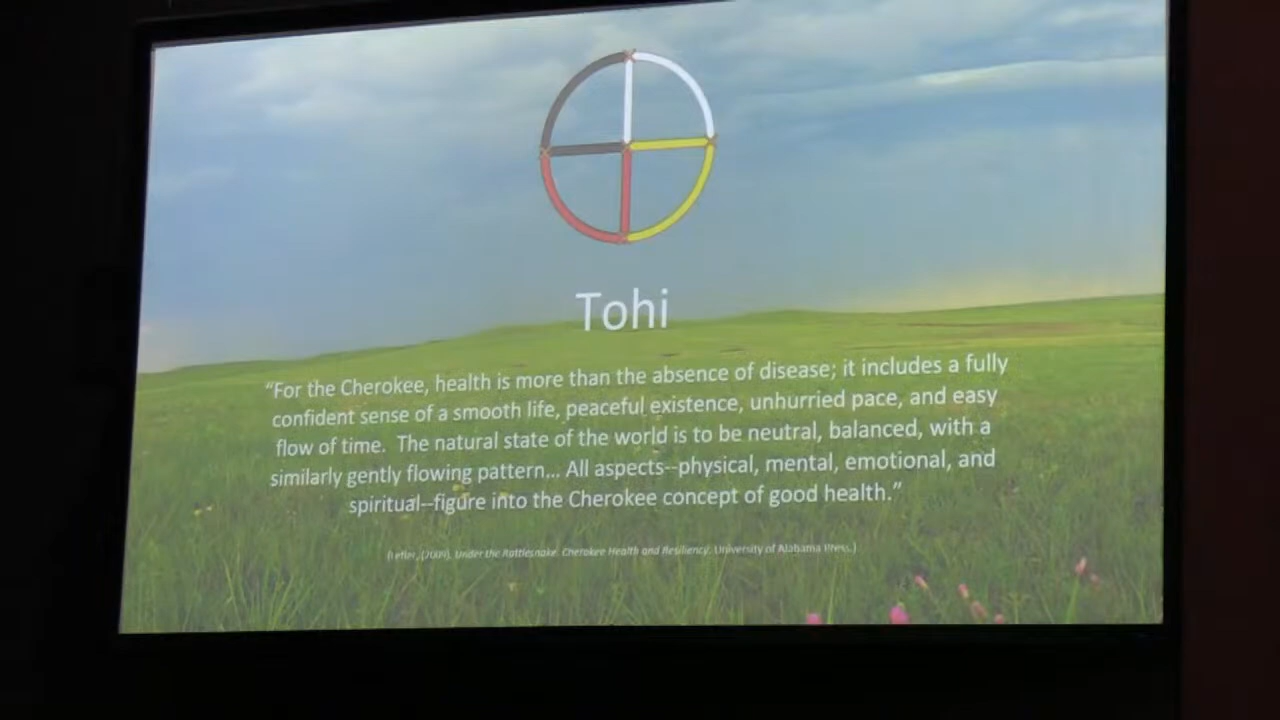 Tohi
“For the Cherokee, health is more than the absence of disease; it includes a fully
confident sense of a smooth life, peaceful existence, unhurried pace, and easy
flow of time.  The natural state of the world is to be neutral, balanced, with a
similarly gently flowing pattern... All aspects--physical, mental, emotional, and
spiritual--figure into the Cherokee concept of good health.”
(2009). Under the Rattlesnake. Cherokee Health and Resiliency. University of Alabama Press.)